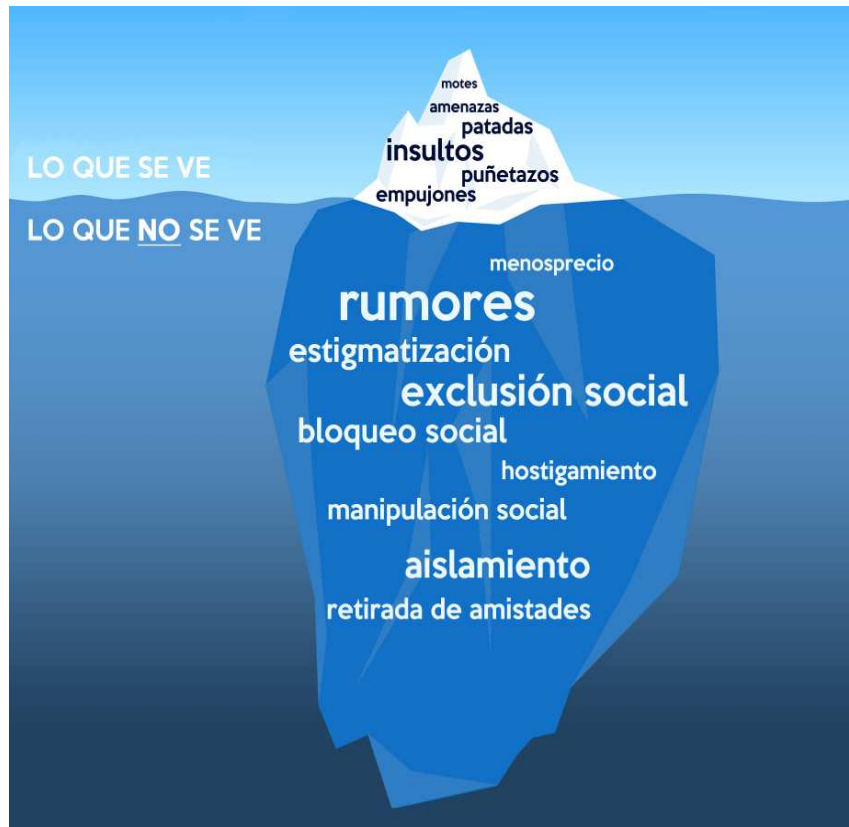 motes
amenazas
patadas
insultos
puñetazos
empujones
LO QUE SE VE
LO QUE NO SE VE
menosprecio
rumores
estigmatización
exclusión social
bloqueo social
hostigamiento
manipulación social
aislamiento
retirada de amistades